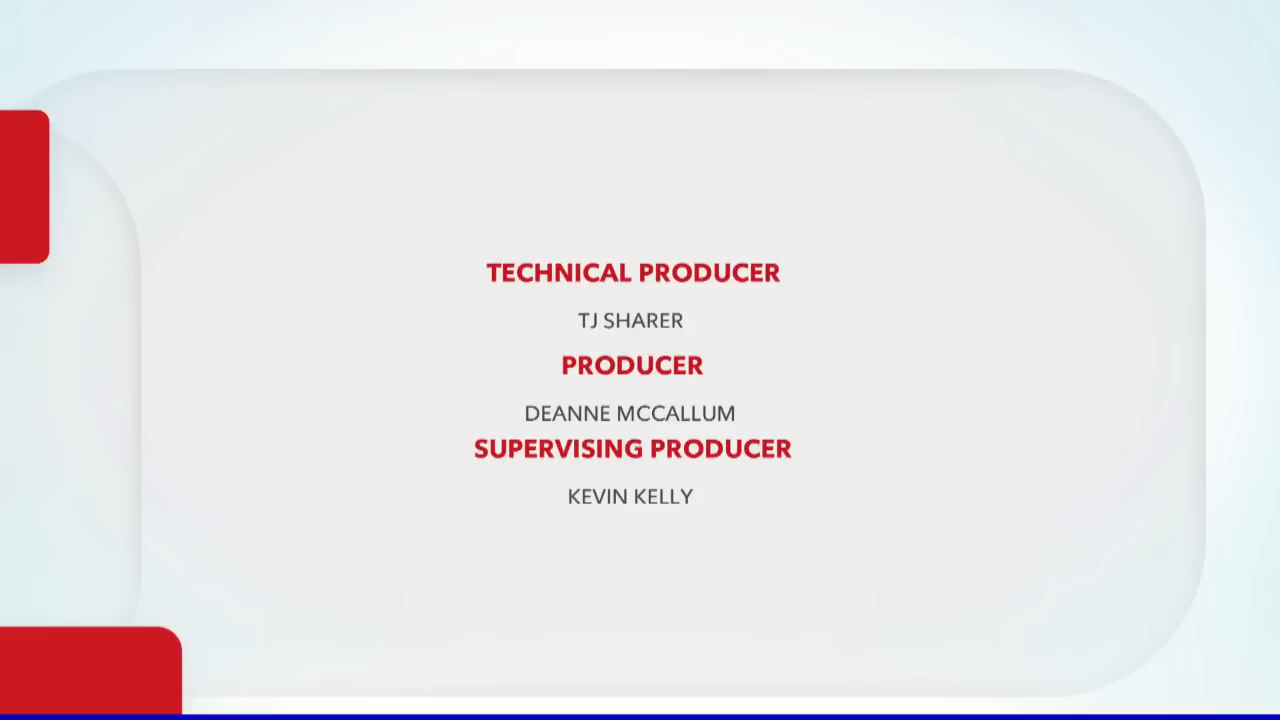 TECHNICAL PRODUCER
TJ SHARER
PRODUCER
DEANNE MCCALLUM
SUPERVISING PRODUCER
KEVIN KELLY